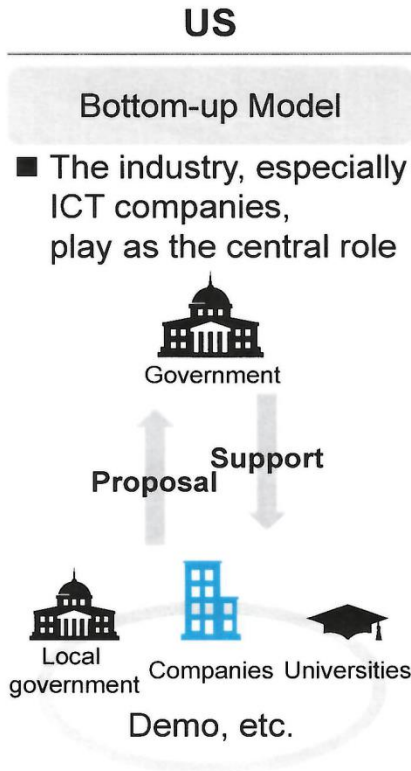 US
Bottom-up Model
■ The industry, especially
ICT companies,
play as the central role
Government
Support
Proposal
Local
government
Companies
Universities
Demo, etc.